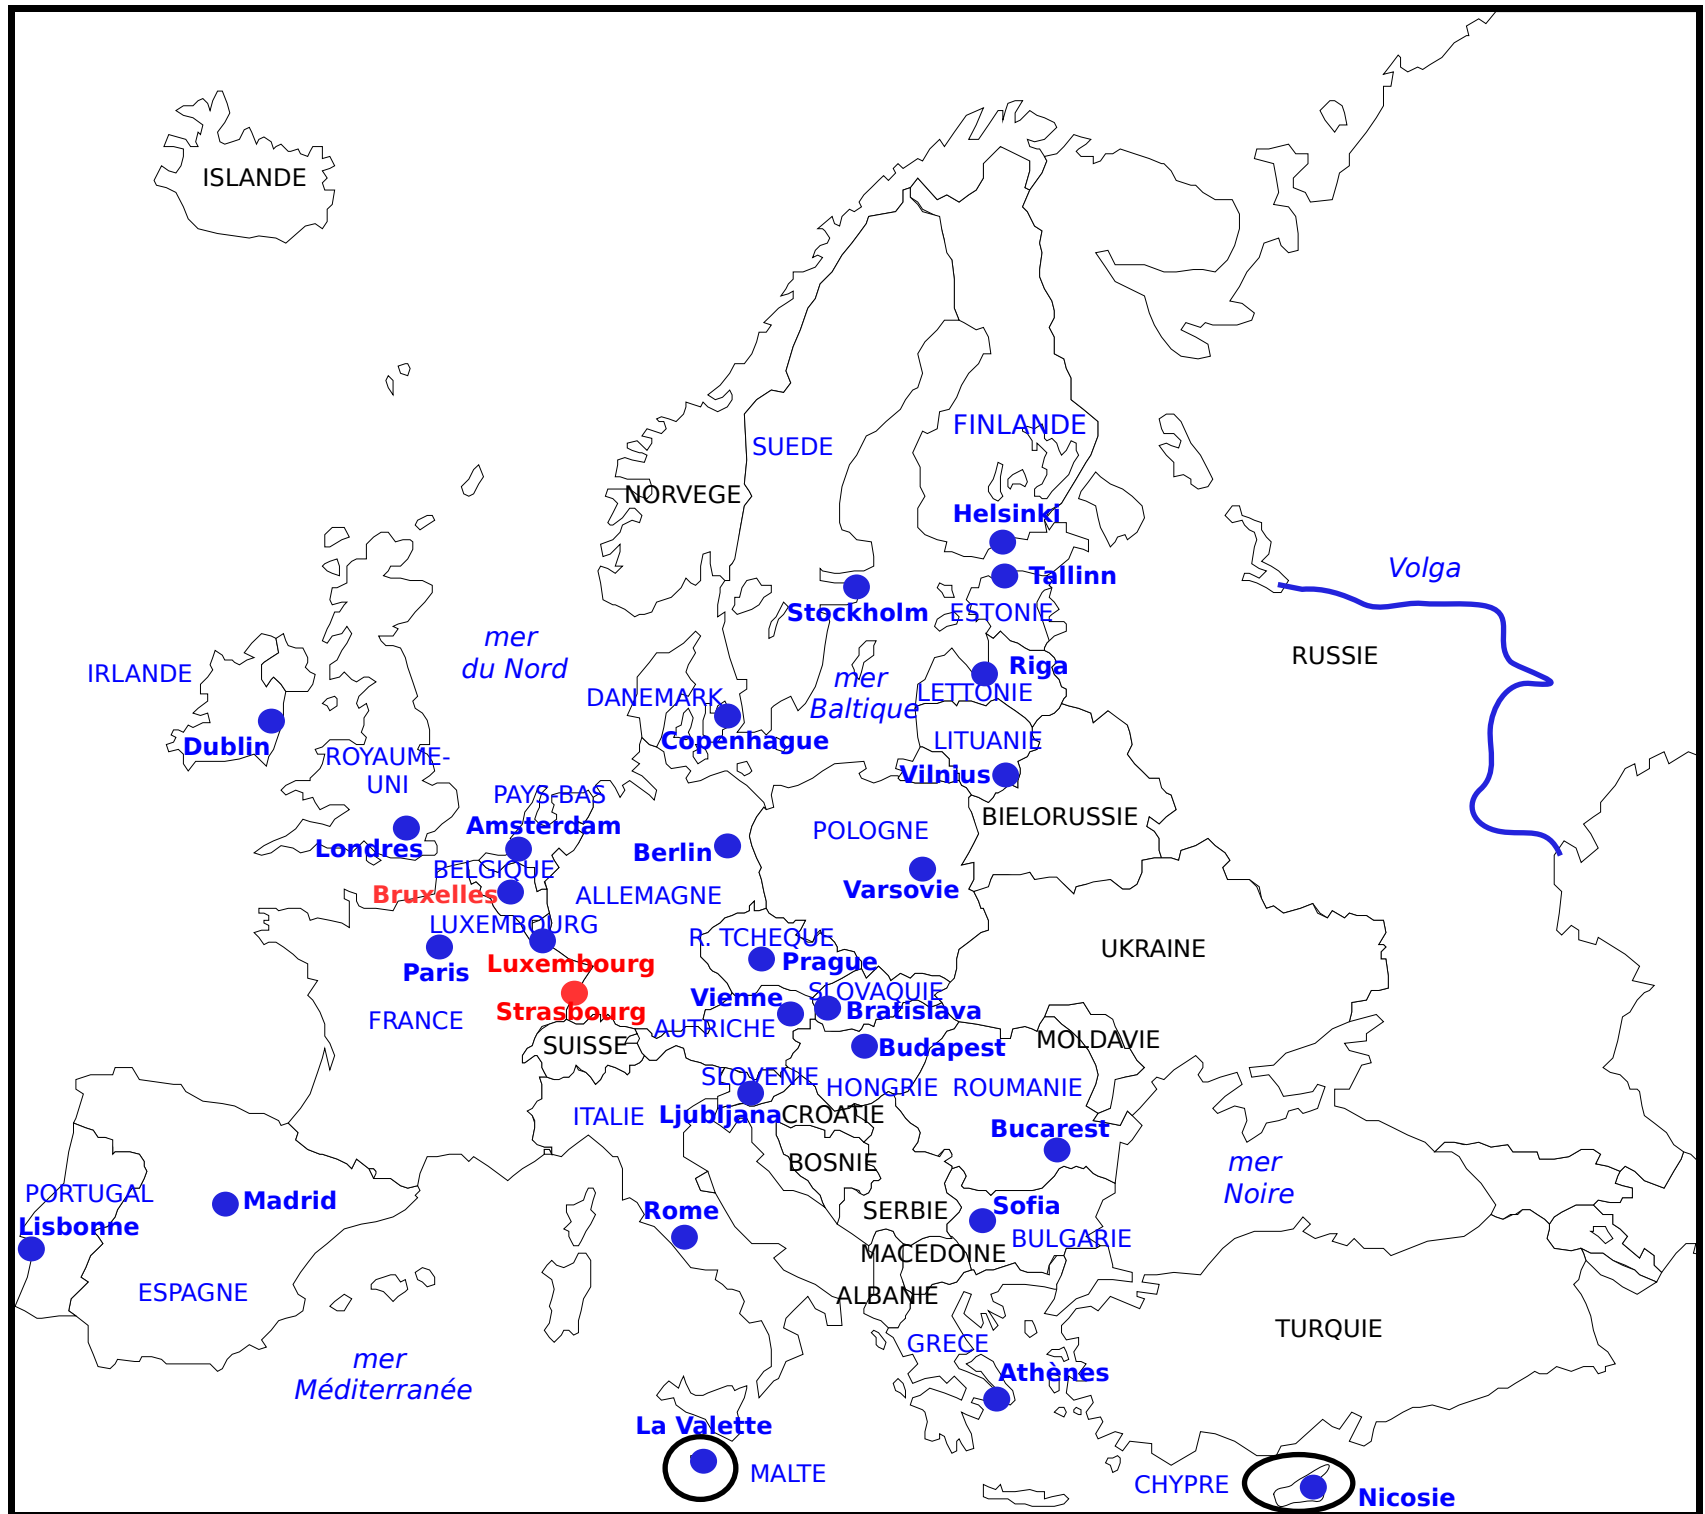 ISLANDE
FINLANDE
SUEDE
NORVEGE
Helsinki
Volga
Tallinn
Stockholm
ESTONIE
mer
du Nord
RUSSIE
IRLANDE
Riga
mer
Baltique
LETTONIE
DANEMARK
Copenhague
LITUANIE
Dublin
ROYAUME-
UNI
Vilnius
PAYS-BAS
BIELORUSSIE
Amsterdam
POLOGNE
Londres
Berlin
BELGIQUE
Varsovie
Bruxelles
ALLEMAGNE
LUXEMBOURG
R. TCHEQUE
UKRAINE
Paris
Luxembourg
Prague
SLOVAQUIE
Vienne
Strasbourg
Bratislava
FRANCE
AUTRICHE
SUISSE
MOLDAVIE
Budapest
SLOVENIE
HONGRIE
ROUMANIE
ITALIE
Ljubljana
CROATIE
Bucarest
BOSNIE
mer
Noire
PORTUGAL
Madrid
Lisbonne
Rome
SERBIE
Sofia
BULGARIE
MACEDOINE
ESPAGNE
ALBANIE
TURQUIE
GRECE
mer
Méditerranée
Athènes
La Valette
MALTE
CHYPRE
Nicosie